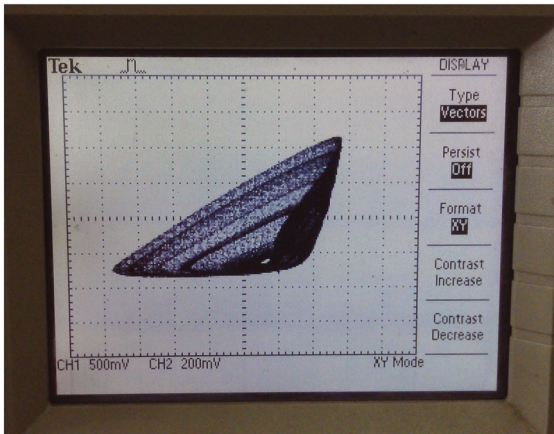 Tek
DISPLAY
Type
Vectors
Persist
Off
Format
XY
Contrast
Increase
Contrast
Decrease
CH1 500mV CH2 200mV XY Mode